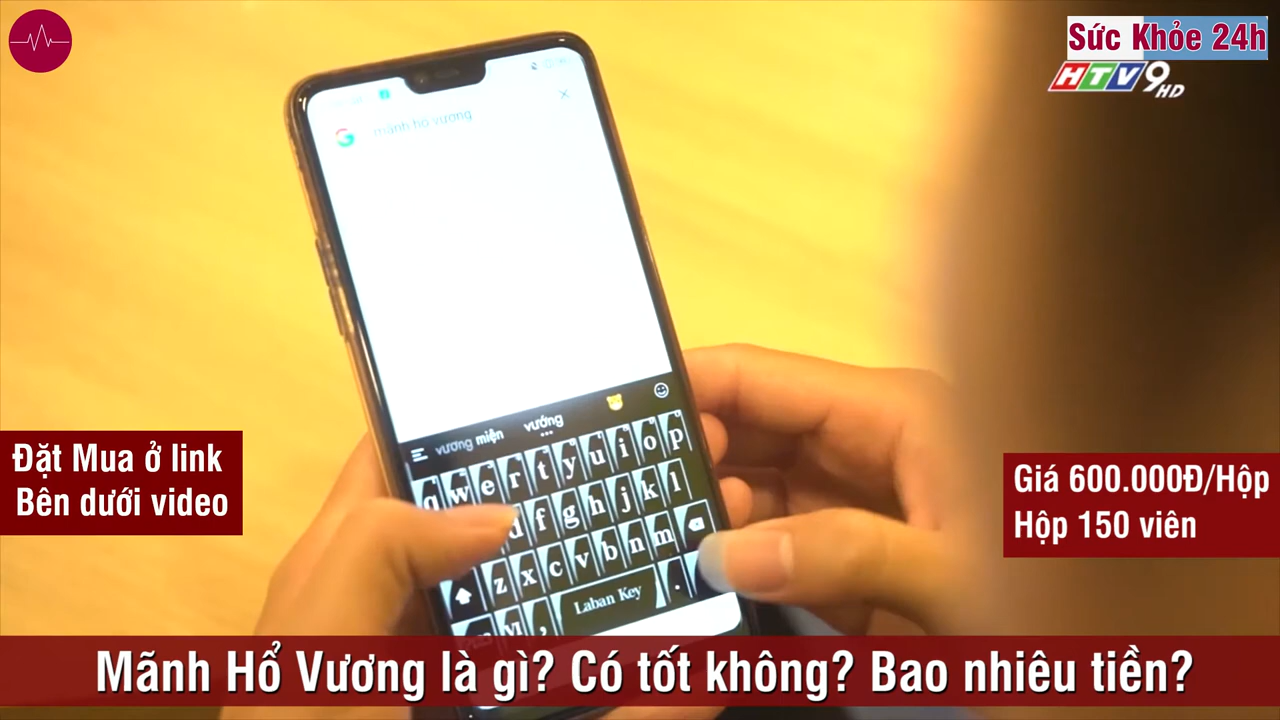 Sức Khỏe 24h
HTV9
HD
mãnh hổ vương
vương miện vướng
q w e r t y u i o p
d f g h j k l
z x c v b n m
VI , Laban Key .
Đặt Mua ở link
Bên dưới video
Giá 600.000Đ/Hộp
Hộp 150 viên
Mãnh Hổ Vương là gì? Có tốt không? Bao nhiêu tiền?